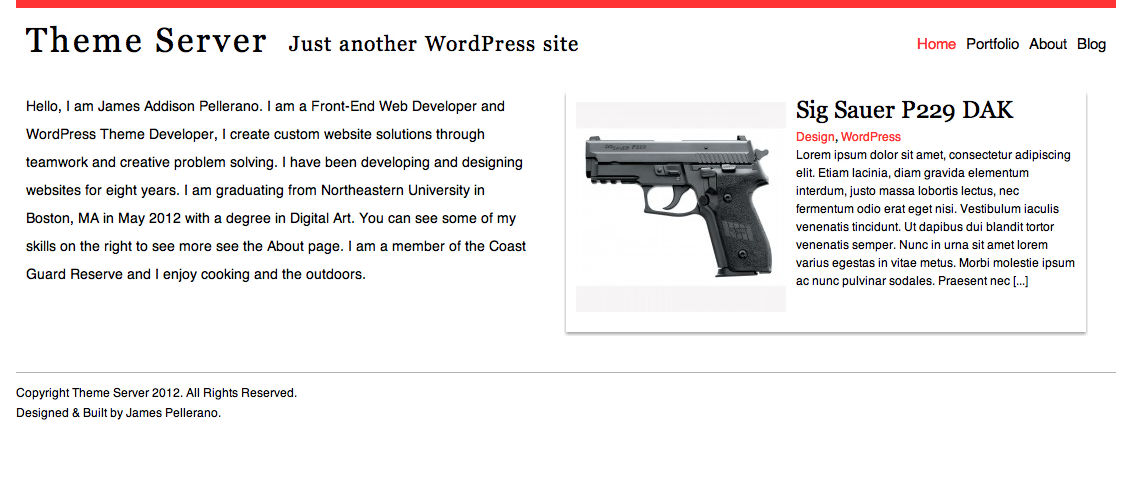 Theme Server Just another WordPress site
Home Portfolio About Blog
Hello, I am James Addison Pellerano. I am a Front-End Web Developer and
WordPress Theme Developer, I create custom website solutions through
teamwork and creative problem solving. I have been developing and designing
websites for eight years. I am graduating from Northeastern University in
Boston, MA in May 2012 with a degree in Digital Art. You can see some of my
skills on the right to see more see the About page. I am a member of the Coast
Guard Reserve and I enjoy cooking and the outdoors.
SIG SAUER P229
Sig Sauer P229 DAK
Design, WordPress
Lorem ipsum dolor sit amet, consectetur adipiscing
elit. Etiam lacinia, diam gravida elementum
interdum, justo massa lobortis lectus, nec
fermentum odio erat eget nisi. Vestibulum iaculis
venenatis tincidunt. Ut dapibus dui blandit tortor
venenatis semper. Nunc in urna sit amet lorem
varius egestas in vitae metus. Morbi molestie ipsum
ac nunc pulvinar sodales. Praesent nec [...]
Copyright Theme Server 2012. All Rights Reserved.
Designed & Built by James Pellerano.